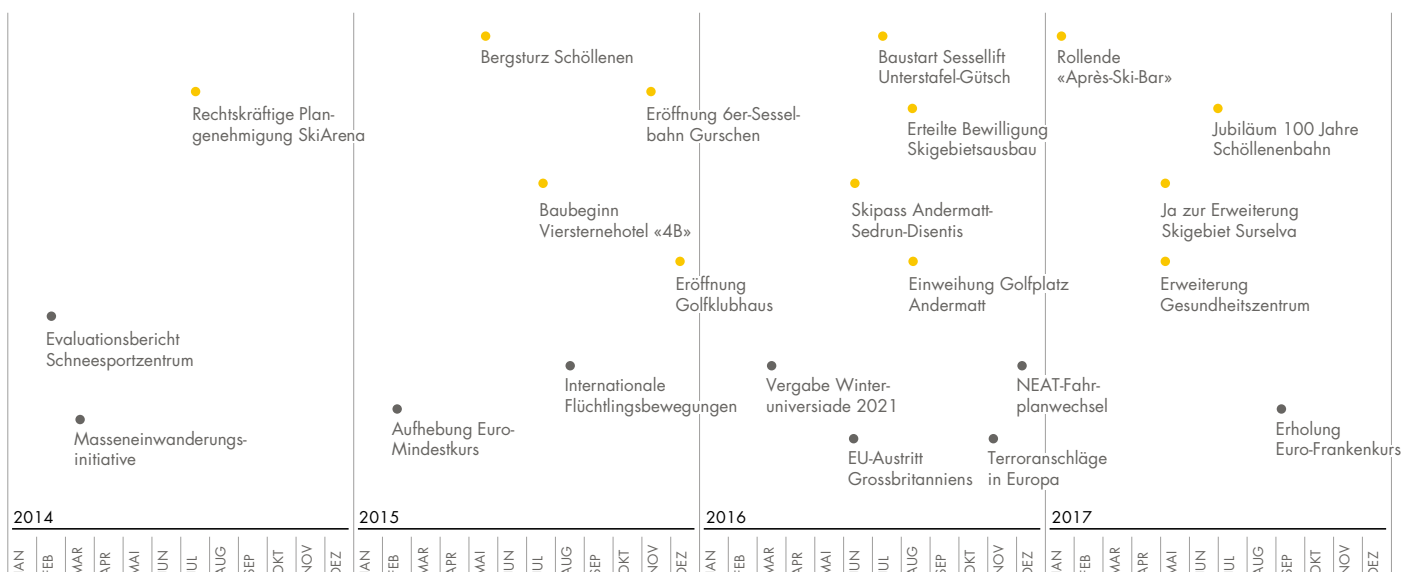 Bergsturz Schöllenen
Baustart Sessellift
Unterstafel-Gütsch
Rollende
«Après-Ski-Bar»
Rechtskräftige Plan-
genehmigung SkiArena
Eröffnung 6er-Sessel-
bahn Gurschen
Erteilte Bewilligung
Skigebietsausbau
Jubiläum 100 Jahre
Schöllenenbahn
Baubeginn
Viersternehotel «4B»
Skipass Andermatt-
Sedrun-Disentis
Ja zur Erweiterung
Skigebiet Surselva
Eröffnung
Golfklubhaus
Einweihung Golfplatz
Andermatt
Erweiterung
Gesundheitszentrum
Evaluationsbericht
Schneesportzentrum
Internationale
Flüchtlingsbewegungen
Vergabe Winter-
universiade 2021
NEAT-Fahr-
planwechsel
Masseneinwanderungs-
initiative
Aufhebung Euro-
Mindestkurs
EU-Austritt
Grossbritanniens
Terroranschläge
in Europa
Erholung
Euro-Frankenkurs
2014
2015
2016
2017
JAN
FEB
MAR
APR
MAI
JUN
JUL
AUG
SEP
OKT
NOV
DEZ
JAN
FEB
MAR
APR
MAI
JUN
JUL
AUG
SEP
OKT
NOV
DEZ
JAN
FEB
MAR
APR
MAI
JUN
JUL
AUG
SEP
OKT
NOV
DEZ
JAN
FEB
MAR
APR
MAI
JUN
JUL
AUG
SEP
OKT
NOV
DEZ